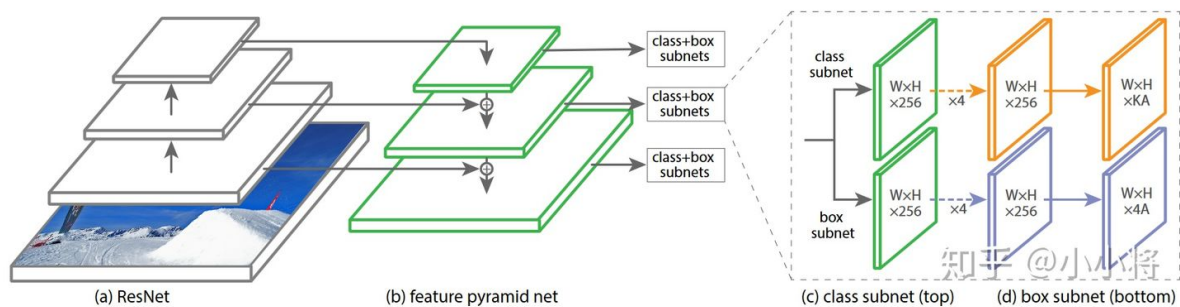 class+box
subnets
class+box
subnets
class+box
subnets
class
subnet
W×H
×256
×4
W×H
×256
W×H
×KA
box
subnet
W×H
×256
×4
W×H
×256
W×H
×4A
知乎 @小小将
(a) ResNet
(b) feature pyramid net
(c) class subnet (top)
(d) box subnet (bottom)